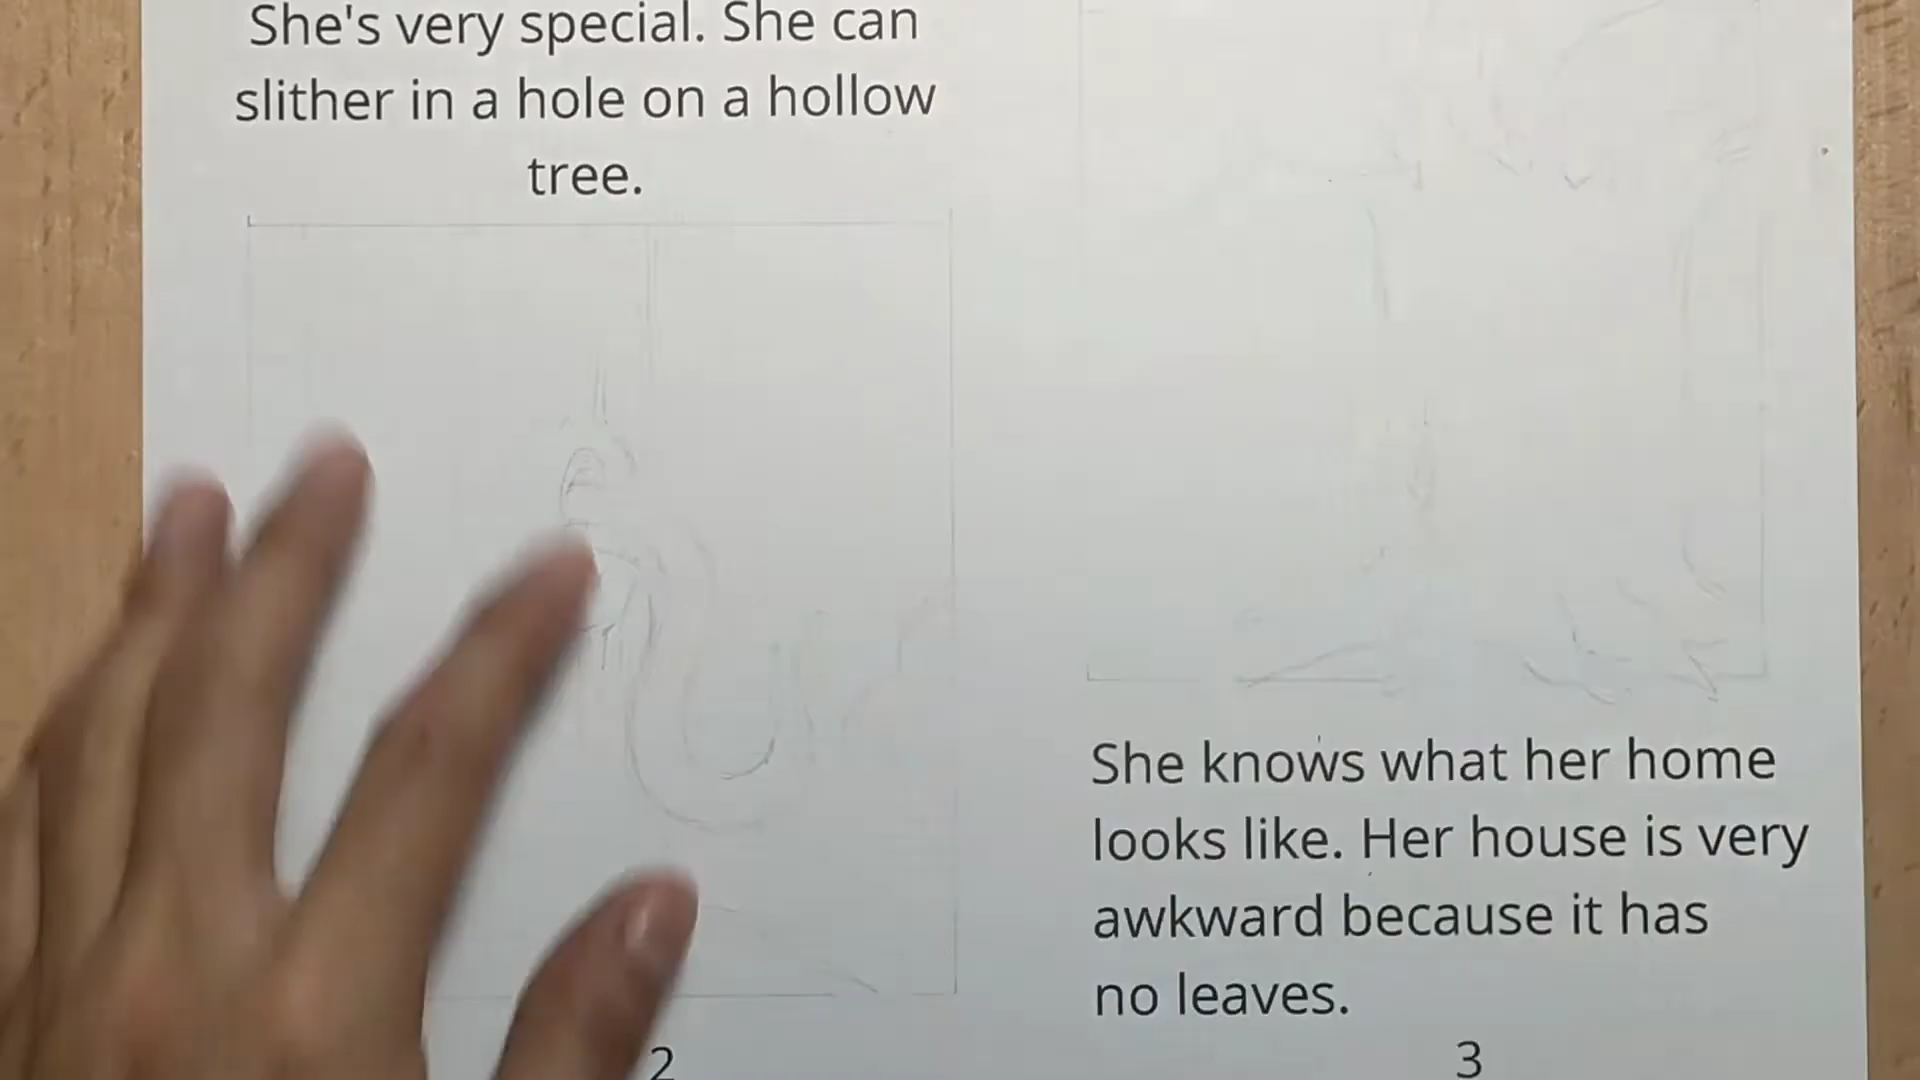 She's very special. She can
slither in a hole on a hollow
tree.
2
She knows what her home
looks like. Her house is very
awkward because it has
no leaves.
3